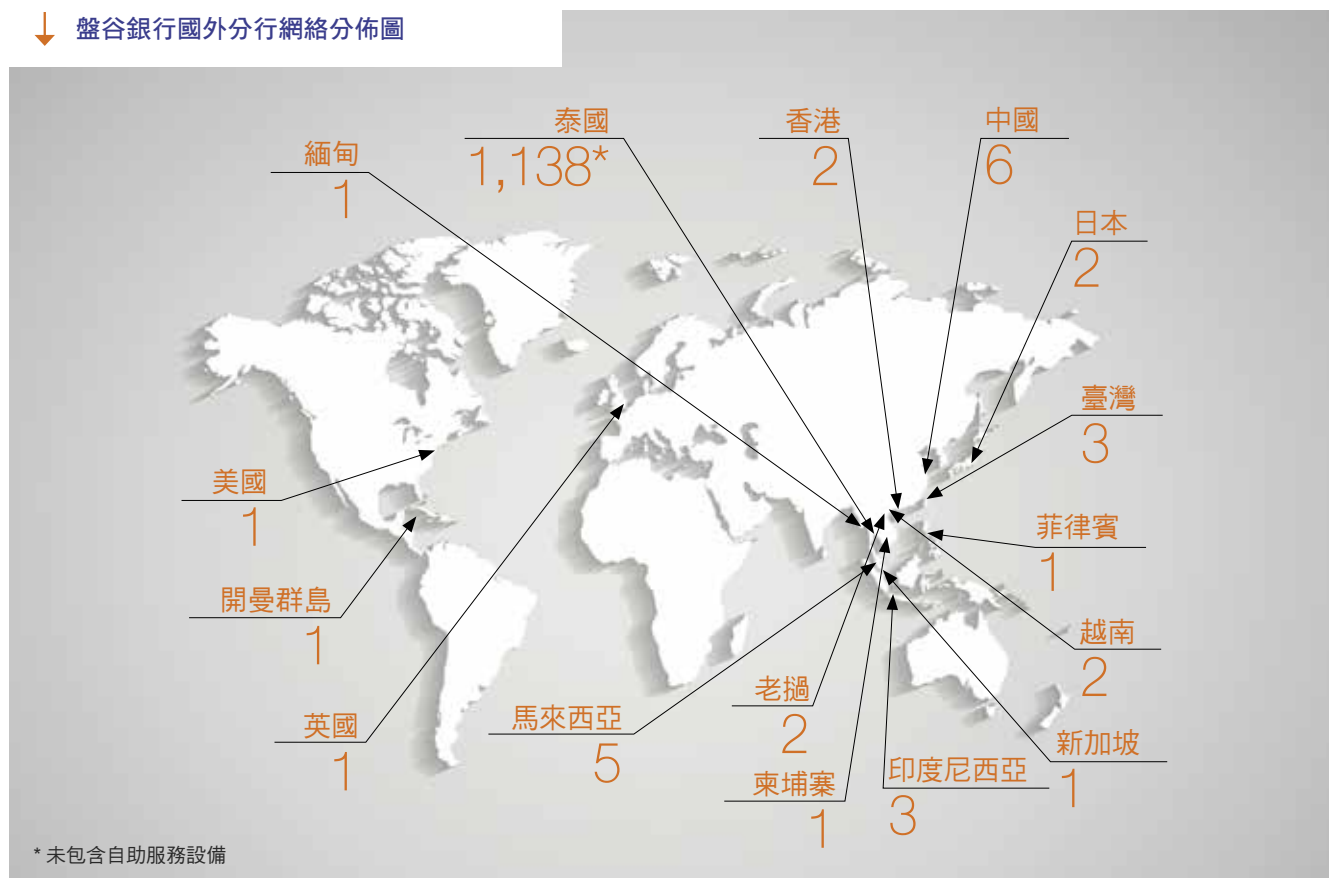 盤谷銀行國外分行網絡分佈圖
泰國
1,138*
香港
2
中國
6
緬甸
1
日本
2
臺灣
3
美國
1
菲律賓
1
開曼群島
1
越南
2
老撾
2
英國
1
馬來西亞
5
新加坡
1
柬埔寨
1
印度尼西亞
3
* 未包含自助服務設備